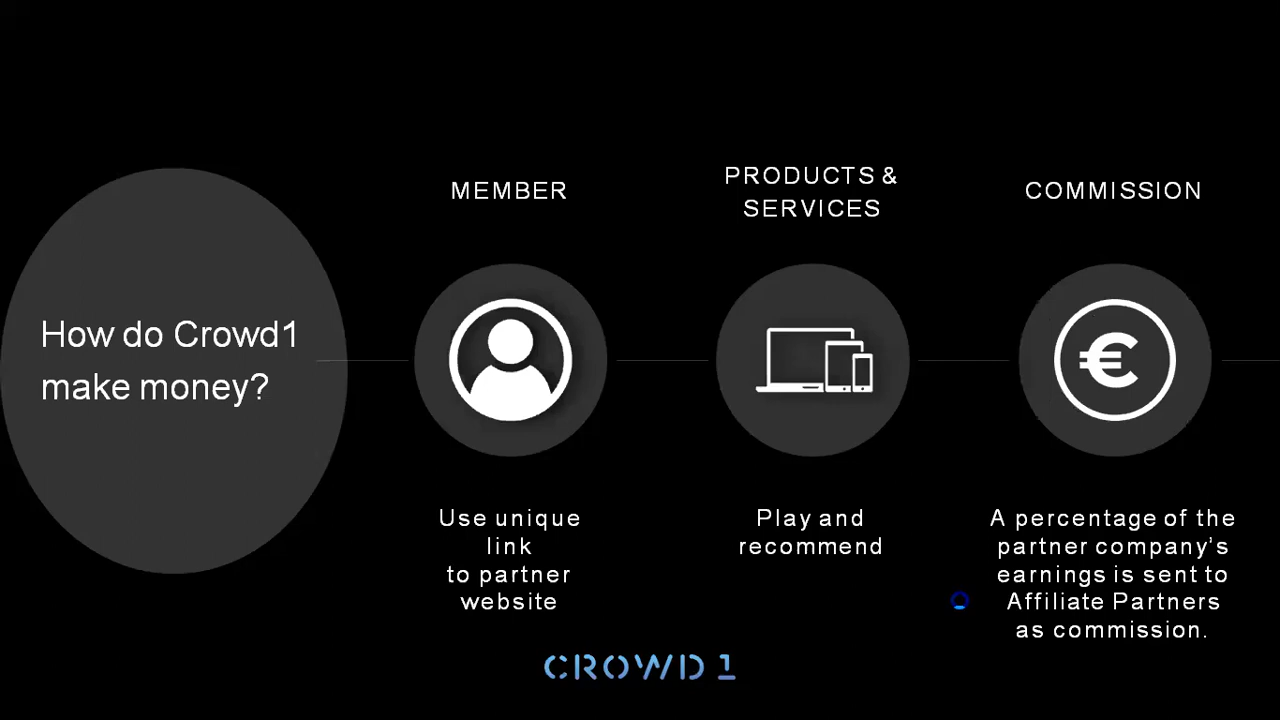 How do Crowd1
make money?
MEMBER
Use unique
link
to partner
website
PRODUCTS &
SERVICES
Play and
recommend
COMMISSION
A percentage of the
partner company's
earnings is sent to
Affiliate Partners
as commission.
CROWD 1